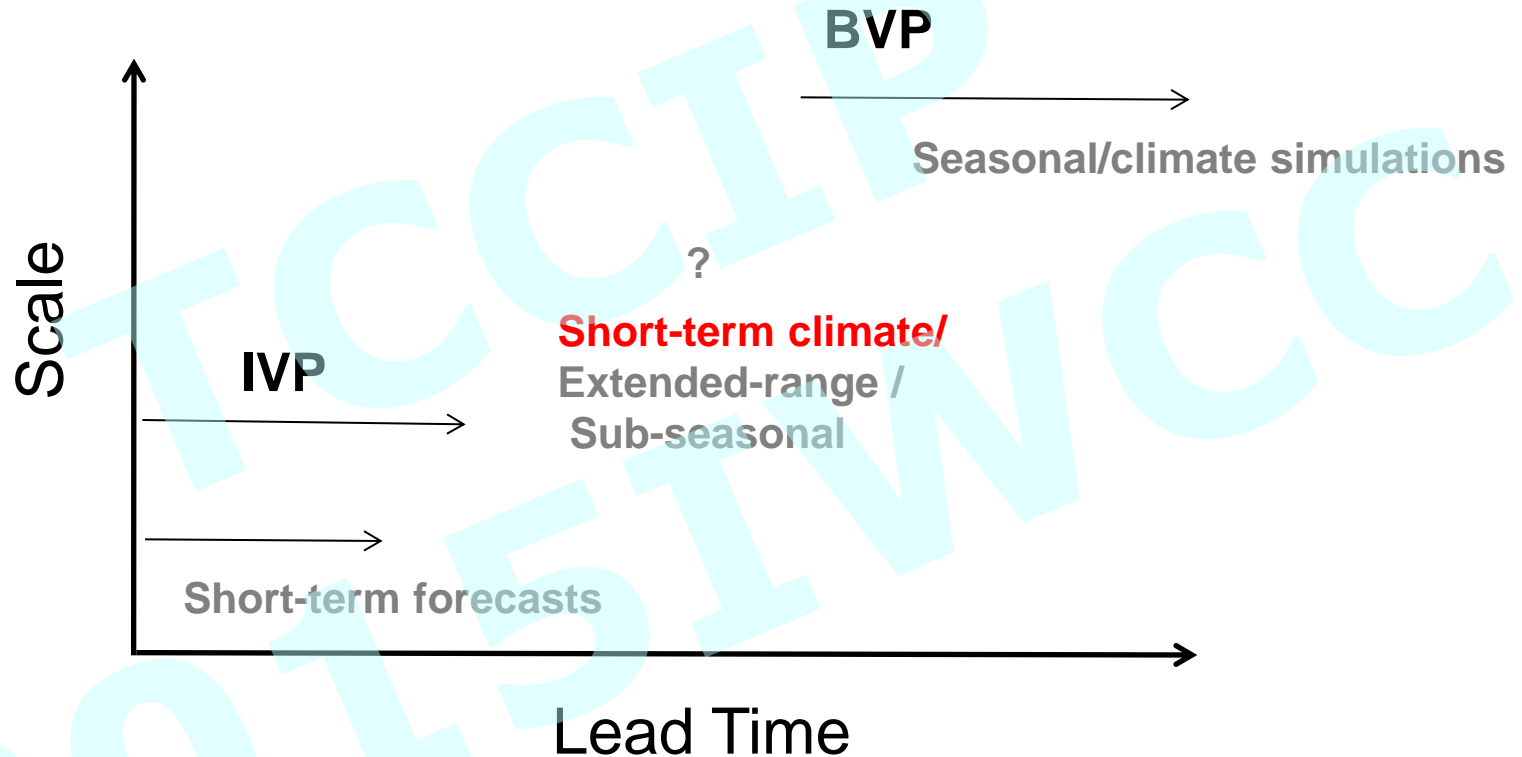 BVP
Seasonal/climate simulations
?
Short-term climate/
Extended-range /
Sub-seasonal
IVP
Scale
Short-term forecasts
Lead Time
TCCIP
2015IWCC